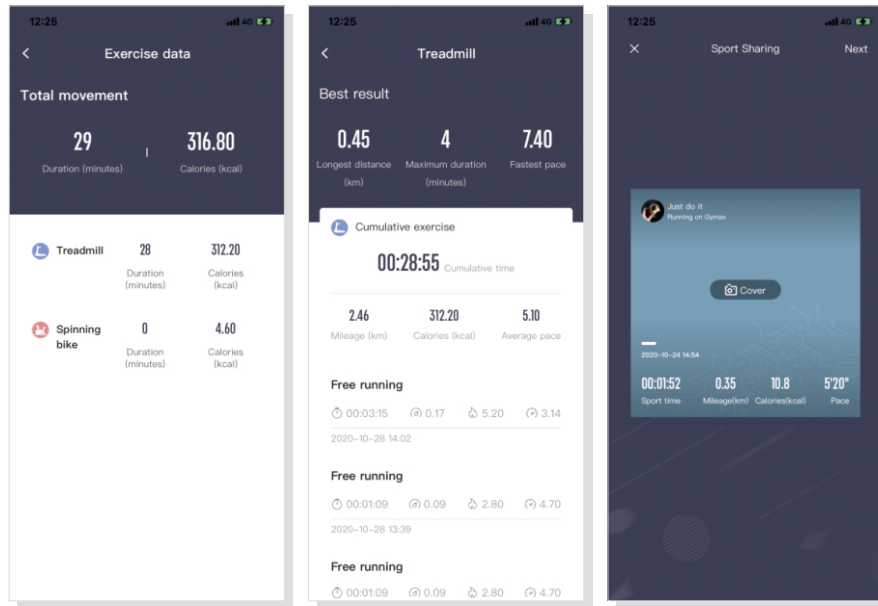 12:25
4G
Exercise data
Total movement
29
316.80
Duration (minutes)
Calories (kcal)
Treadmill
28
312.20
Duration
(minutes)
Calories
(kcal)
Spinning
bike
0
4.60
Duration
(minutes)
Calories
(kcal)
12:25
4G
Treadmill
Best result
0.45
4
7.40
Longest distance
(km)
Maximum duration
(minutes)
Fastest pace
Cumulative exercise
00:28:55 Cumulative time
2.46
312.20
5.10
Mileage (km)
Calories (kcal)
Average pace
Free running
00:03:15 0.17 5.20 3.14
2020-10-28 14:02
Free running
00:01:09 0.09 2.80 4.70
2020-10-28 13:39
Free running
00:01:09 0.09 2.80 4.70
12:25
4G
Sport Sharing
Next
Just do it
Running on Gymax
Cover
2020-10-24 14:54
00:01:52 0.35 10.8 5'20"
Sport time Mileage(km) Calories(kcal) Pace